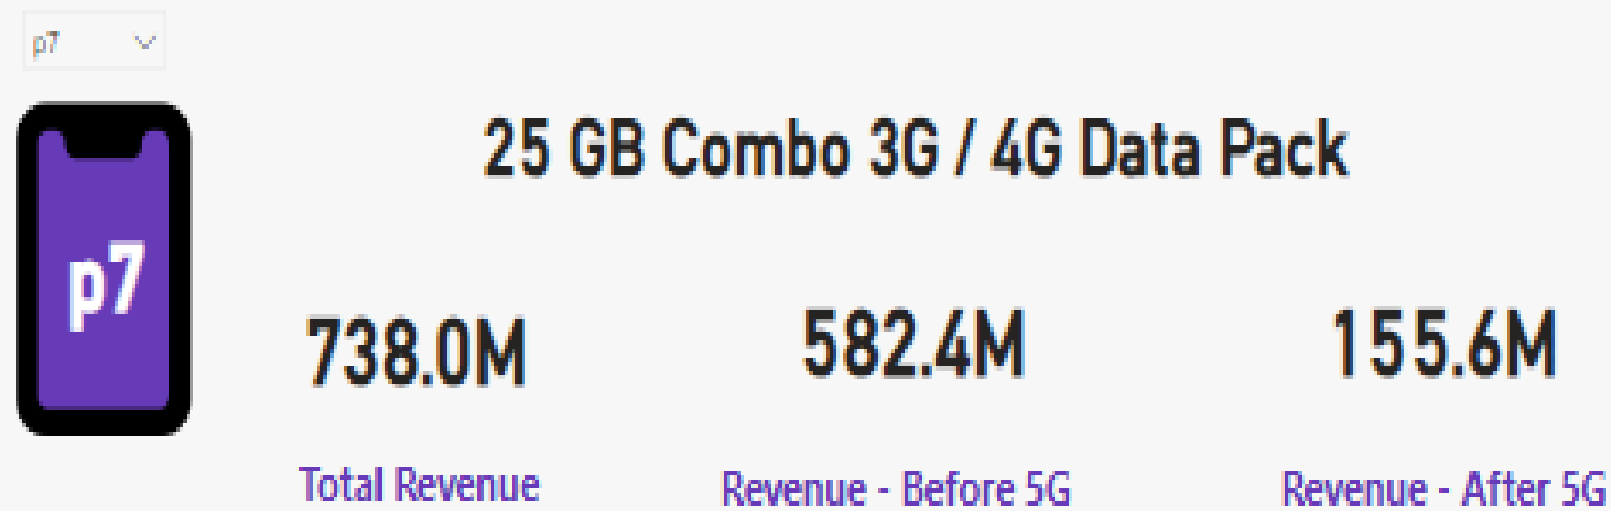 p7
25 GB Combo 3G / 4G Data Pack
p7
738.0M
582.4M
155.6M
Total Revenue
Revenue - Before 5G
Revenue - After 5G